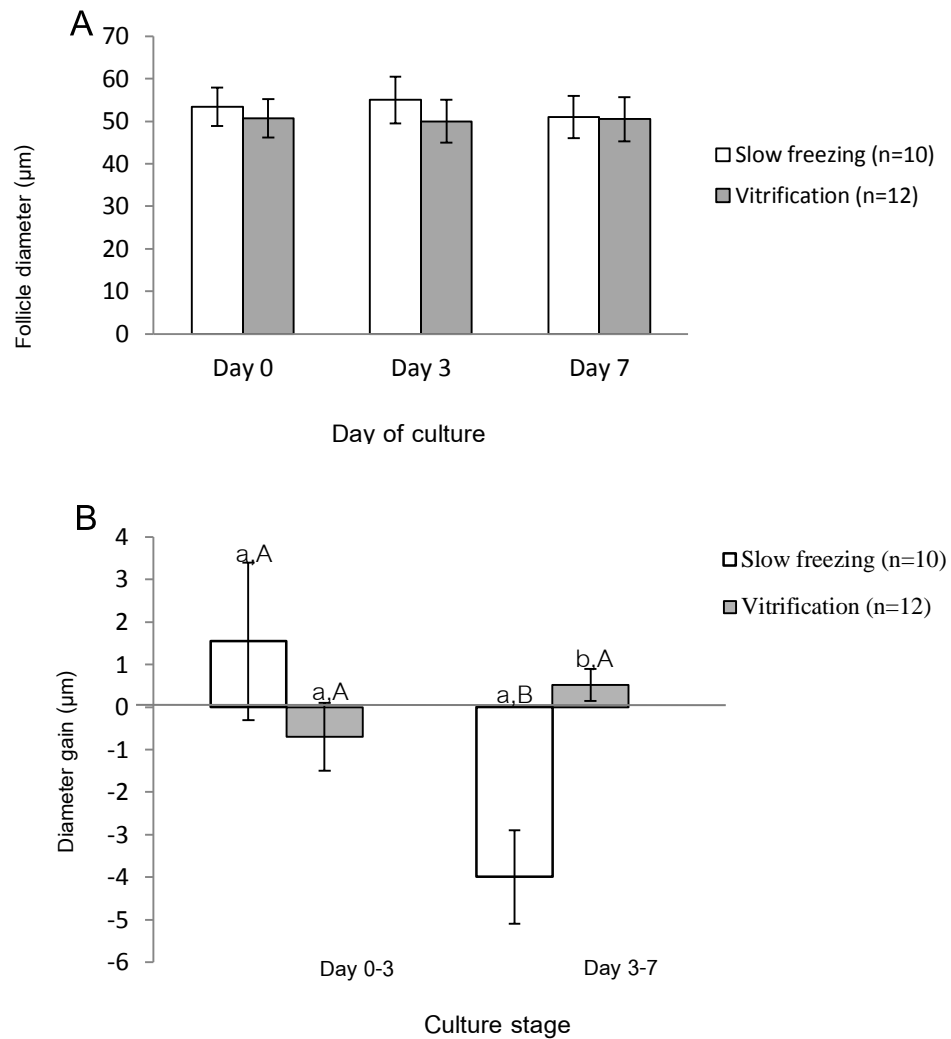 A
70
60
50
40
30
20
10
0
Follicle diameter (µm)
Day 0
Day 3
Day 7
Day of culture
Slow freezing (n=10)
Vitrification (n=12)
B
4
3
2
1
0
-1
-2
-3
-4
-5
-6
Diameter gain (µm)
a,A
a,A
a,B
b,A
Day 0-3
Day 3-7
Culture stage
Slow freezing (n=10)
Vitrification (n=12)